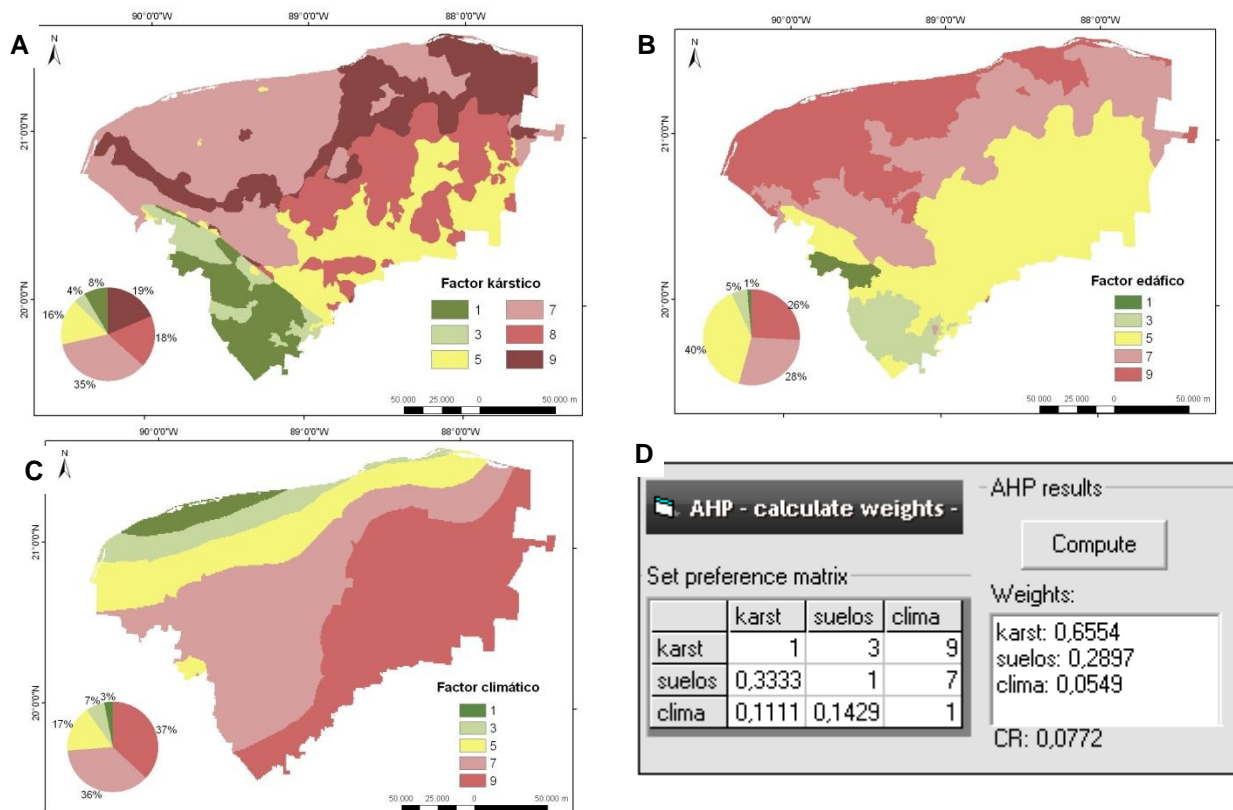 A
N
90°0'0"W 89°0'0"W 88°0'0"W
21°0'0"N
20°0'0"N
Factor kárstico
1 7
3 8
5 9
8%
19%
18%
35%
16%
4%
50.000 25.000 0 50.000 m
B
N
90°0'0"W 89°0'0"W 88°0'0"W
21°0'0"N
20°0'0"N
Factor edáfico
1
3
5
7
9
1%
26%
28%
40%
5%
50.000 25.000 0 50.000 m
C
N
90°0'0"W 89°0'0"W 88°0'0"W
21°0'0"N
20°0'0"N
Factor climático
1
3
5
7
9
3%
37%
36%
17%
7%
50.000 25.000 0 50.000 m
D
AHP - calculate weights -
Set preference matrix
karst suelos clima
karst 1 3 9
suelos 0,3333 1 7
clima 0,1111 0,1429 1
AHP results
Compute
Weights:
karst: 0,6554
suelos: 0,2897
clima: 0,0549
CR: 0,0772